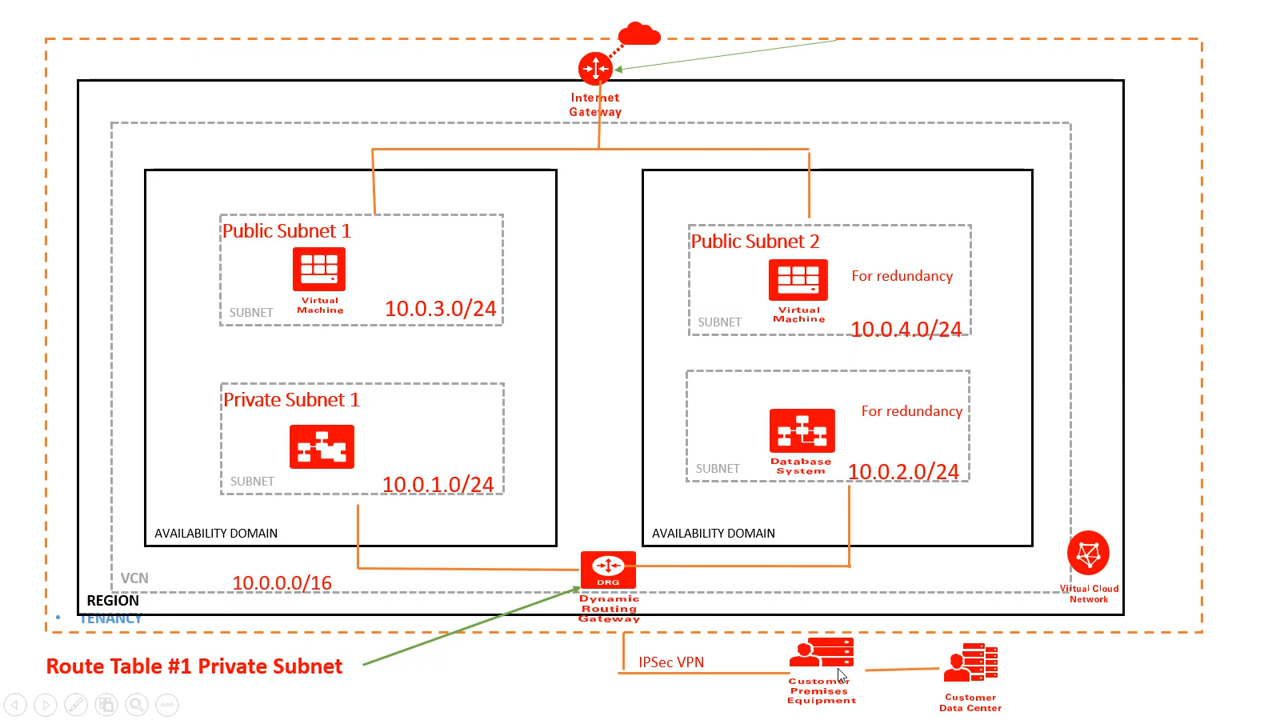 Internet
Gateway
Public Subnet 1
Virtual
Machine
SUBNET
10.0.3.0/24
Public Subnet 2
For redundancy
Virtual
Machine
SUBNET
10.0.4.0/24
Private Subnet 1
SUBNET
10.0.1.0/24
For redundancy
Database
System
SUBNET
10.0.2.0/24
AVAILABILITY DOMAIN
AVAILABILITY DOMAIN
VCN
10.0.0.0/16
DRG
Dynamic
Routing
Gateway
Virtual Cloud
Network
REGION
• TENANCY
Route Table #1 Private Subnet
IPSec VPN
Customer
Premises
Equipment
Customer
Data Center